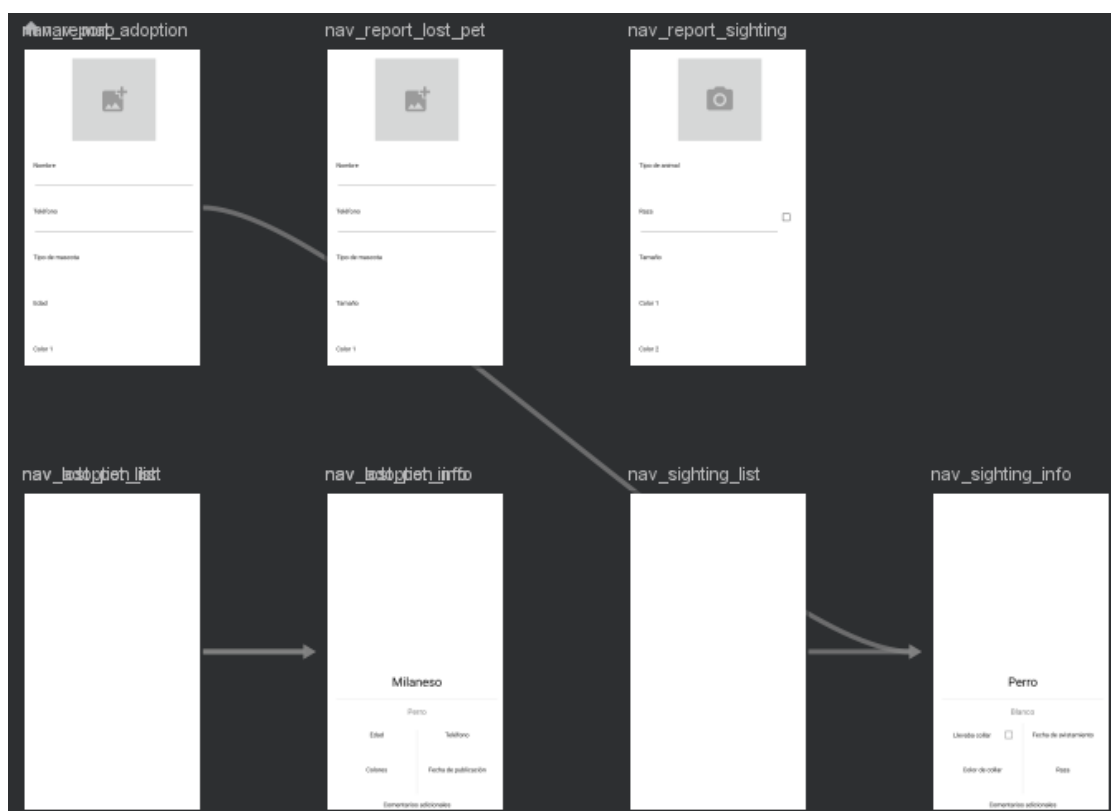 nav_report_adoption
nav_report_lost_pet
nav_report_sighting
Nombre
Teléfono
Tipo de mascota
Edad
Color 1
Nombre
Teléfono
Tipo de mascota
Tamaño
Color 1
Tipo de animal
Raza
Tamaño
Color 1
Color 2
nav_sighting_list
nav_sighting_info
Milaneso
Perro
Edad
Teléfono
Colores
Fecha de publicación
Comentarios adicionales
Perro
Blanco
Llevaba collar
Fecha de avistamiento
Color de collar
Raza
Comentarios adicionales